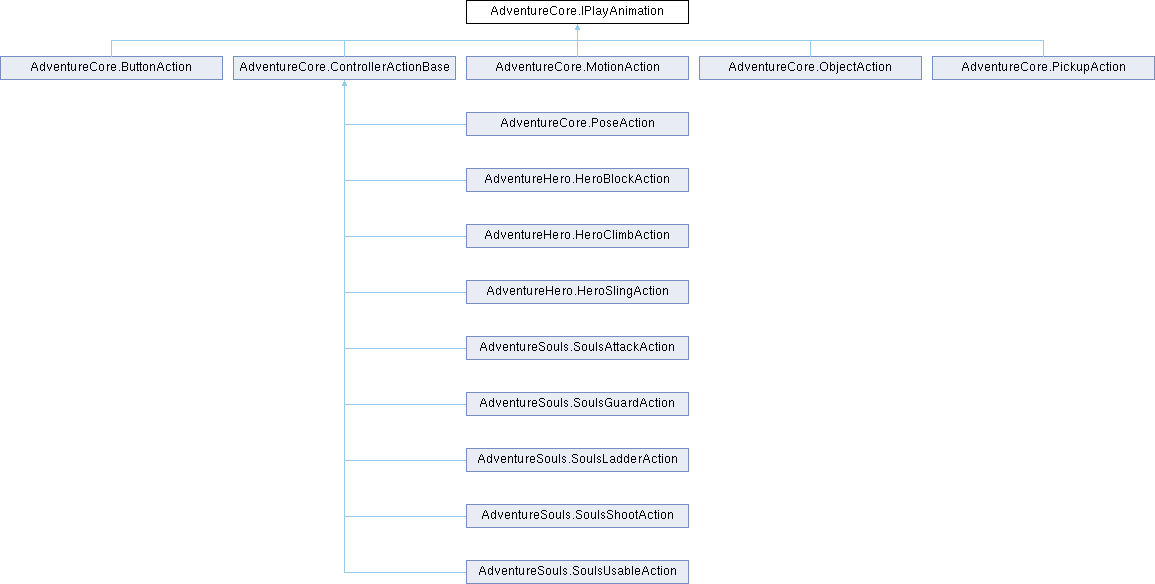 AdventureCore.IPlayAnimation
AdventureCore.ButtonAction
AdventureCore.ControllerActionBase
AdventureCore.MotionAction
AdventureCore.ObjectAction
AdventureCore.PickupAction
AdventureCore.PoseAction
AdventureHero.HeroBlockAction
AdventureHero.HeroClimbAction
AdventureHero.HeroSlingAction
AdventureSouls.SoulsAttackAction
AdventureSouls.SoulsGuardAction
AdventureSouls.SoulsLadderAction
AdventureSouls.SoulsShootAction
AdventureSouls.SoulsUsableAction